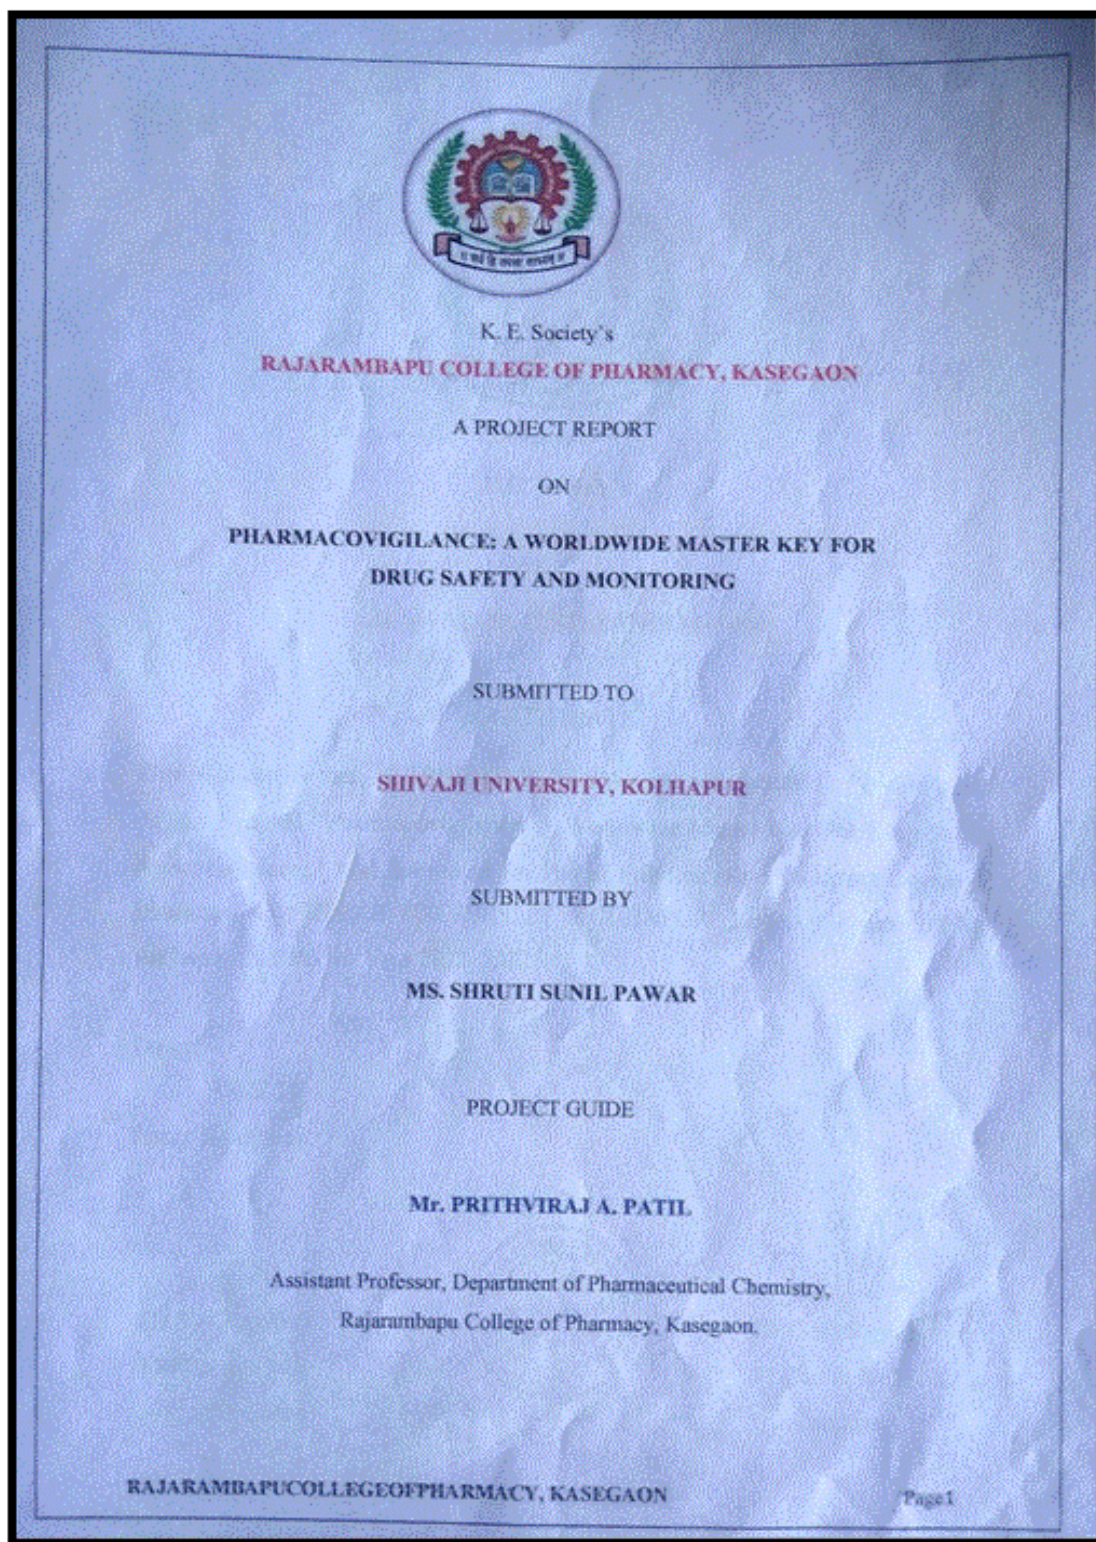 K. E. Society's
RAJARAMBAPU COLLEGE OF PHARMACY, KASEGAON
A PROJECT REPORT
ON
PHARMACOVIGILANCE: A WORLDWIDE MASTER KEY FOR
DRUG SAFETY AND MONITORING
SUBMITTED TO
SHIVAJI UNIVERSITY, KOLHAPUR
SUBMITTED BY
MS. SHRUTI SUNIL PAWAR
PROJECT GUIDE
Mr. PRITHVIRAJ A. PATIL
Assistant Professor, Department of Pharmaceutical Chemistry,
Rajarambapu College of Pharmacy, Kasegaon.
RAJARAMBAPUCOLLEGEOFPHARMACY, KASEGAON Page1